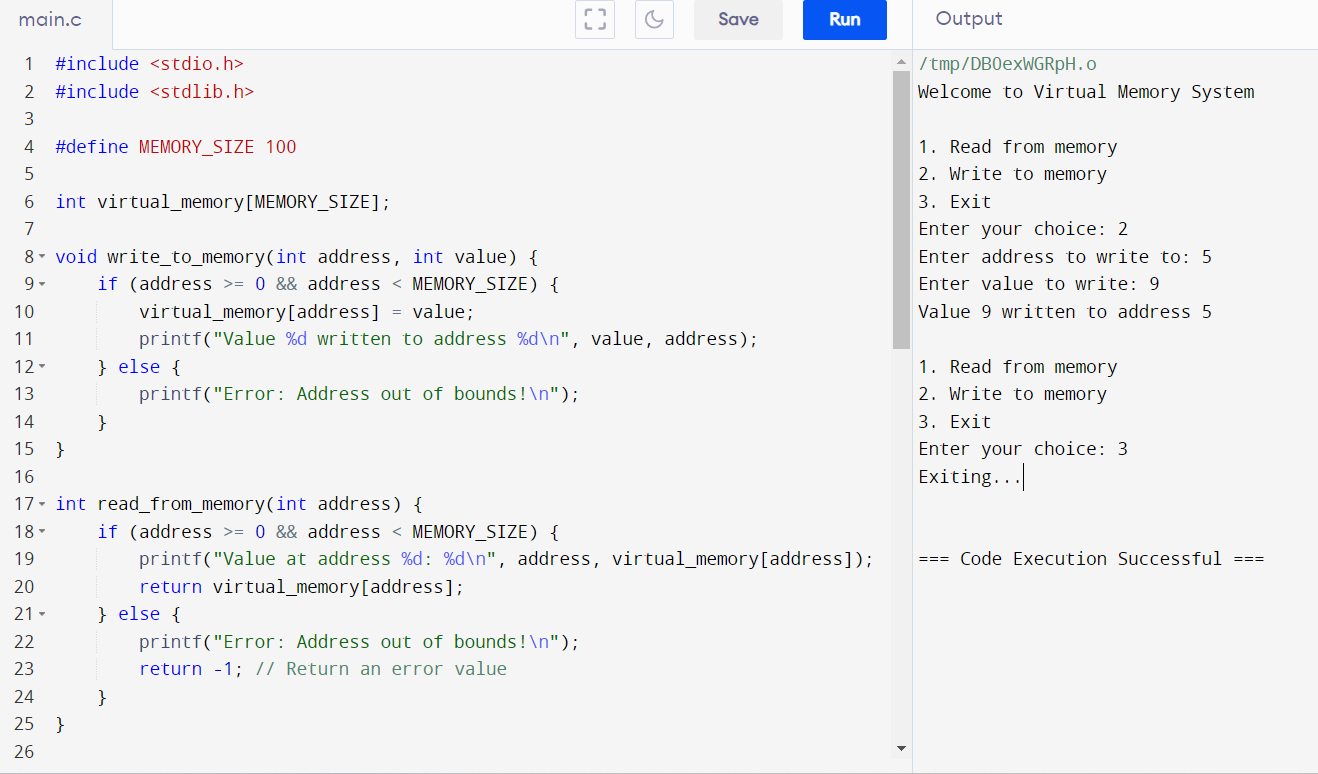 main.c
Save
Run
Output
1 #include <stdio.h>
2 #include <stdlib.h>
3
4 #define MEMORY_SIZE 100
5
6 int virtual_memory[MEMORY_SIZE];
7
8 void write_to_memory(int address, int value) {
9     if (address >= 0 && address < MEMORY_SIZE) {
10         virtual_memory[address] = value;
11         printf("Value %d written to address %d\n", value, address);
12     } else {
13         printf("Error: Address out of bounds!\n");
14     }
15 }
16
17 int read_from_memory(int address) {
18     if (address >= 0 && address < MEMORY_SIZE) {
19         printf("Value at address %d: %d\n", address, virtual_memory[address]);
20         return virtual_memory[address];
21     } else {
22         printf("Error: Address out of bounds!\n");
23         return -1; // Return an error value
24     }
25 }
26
/tmp/DBOexWGRpH.o
Welcome to Virtual Memory System
1. Read from memory
2. Write to memory
3. Exit
Enter your choice: 2
Enter address to write to: 5
Enter value to write: 9
Value 9 written to address 5
1. Read from memory
2. Write to memory
3. Exit
Enter your choice: 3
Exiting...
=== Code Execution Successful ===